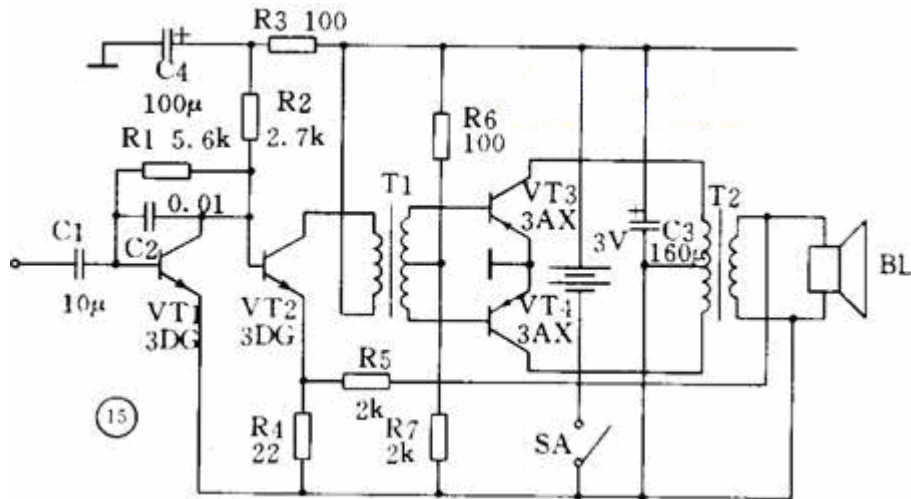 R3 100
C4
100μ
R2
2.7k
R1 5.6k
R6
100
0.01
C2
C1
10μ
VT1
3DG
VT2
3DG
T1
VT3
3AX
VT4
3AX
3V
C3
160μ
T2
BL
R5
2k
R4
22
R7
2k
SA
15